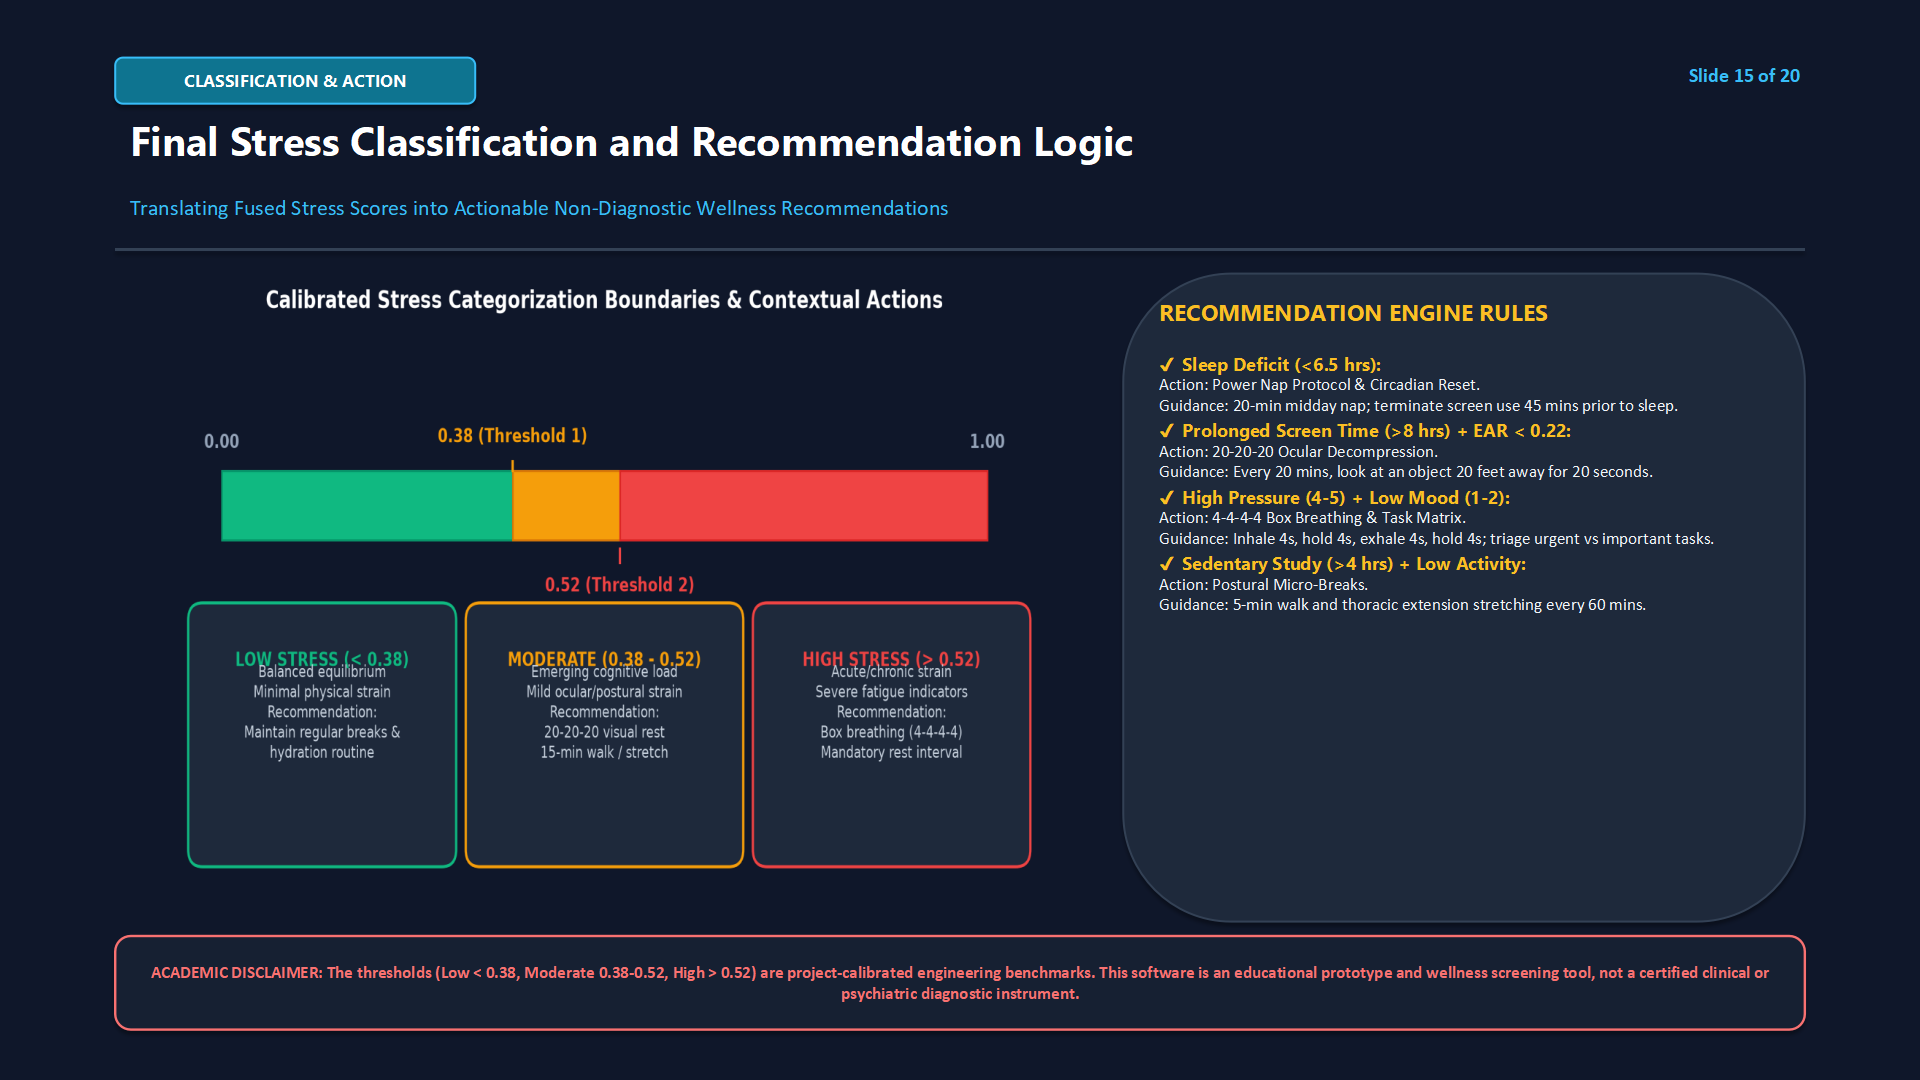 CLASSIFICATION & ACTION
Slide 15 of 20
Final Stress Classification and Recommendation Logic
Translating Fused Stress Scores into Actionable Non-Diagnostic Wellness Recommendations
Calibrated Stress Categorization Boundaries & Contextual Actions
0.00
0.38 (Threshold 1)
1.00
0.52 (Threshold 2)
LOW STRESS (< 0.38)
Balanced equilibrium
Minimal physical strain
Recommendation:
Maintain regular breaks &
hydration routine
MODERATE (0.38 - 0.52)
Emerging cognitive load
Mild ocular/postural strain
Recommendation:
20-20-20 visual rest
15-min walk / stretch
HIGH STRESS (> 0.52)
Acute/chronic strain
Severe fatigue indicators
Recommendation:
Box breathing (4-4-4-4)
Mandatory rest interval
RECOMMENDATION ENGINE RULES
✓ Sleep Deficit (<6.5 hrs):
Action: Power Nap Protocol & Circadian Reset.
Guidance: 20-min midday nap; terminate screen use 45 mins prior to sleep.
✓ Prolonged Screen Time (>8 hrs) + EAR < 0.22:
Action: 20-20-20 Ocular Decompression.
Guidance: Every 20 mins, look at an object 20 feet away for 20 seconds.
✓ High Pressure (4-5) + Low Mood (1-2):
Action: 4-4-4-4 Box Breathing & Task Matrix.
Guidance: Inhale 4s, hold 4s, exhale 4s, hold 4s; triage urgent vs important tasks.
✓ Sedentary Study (>4 hrs) + Low Activity:
Action: Postural Micro-Breaks.
Guidance: 5-min walk and thoracic extension stretching every 60 mins.
ACADEMIC DISCLAIMER: The thresholds (Low < 0.38, Moderate 0.38-0.52, High > 0.52) are project-calibrated engineering benchmarks. This software is an educational prototype and wellness screening tool, not a certified clinical or
psychiatric diagnostic instrument.